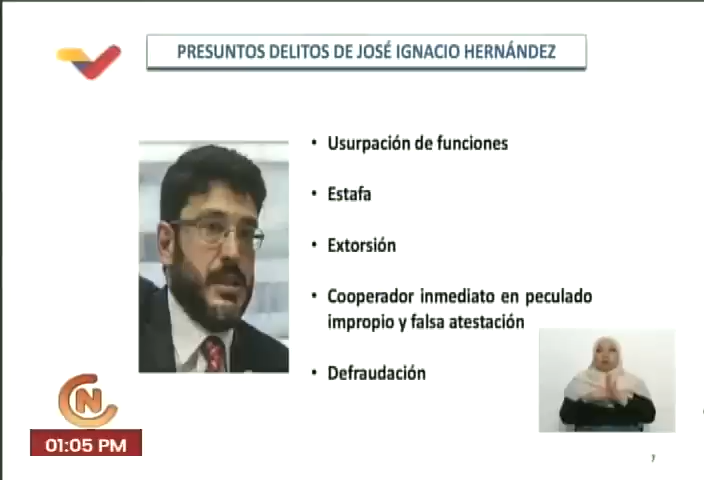 PRESUNTOS DELITOS DE JOSÉ IGNACIO HERNÁNDEZ
• Usurpación de funciones
• Estafa
• Extorsión
• Cooperador inmediato en peculado
impropio y falsa atestación
• Defraudación
N
01:05 PM
7